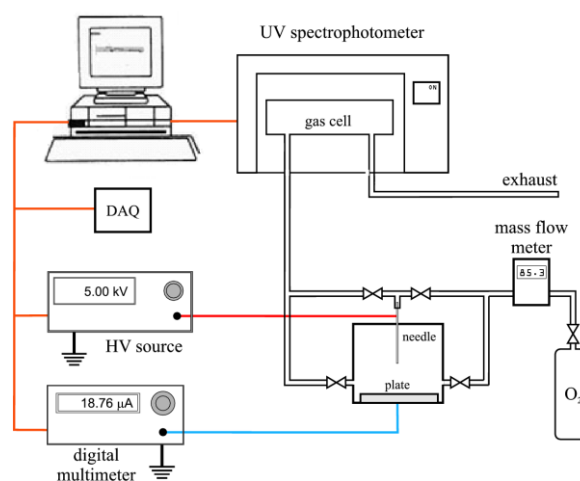 UV spectrophotometer
ON
gas cell
exhaust
DAQ
mass flow
meter
85.3
5.00 kV
HV source
needle
plate
18.76 μA
digital
multimeter